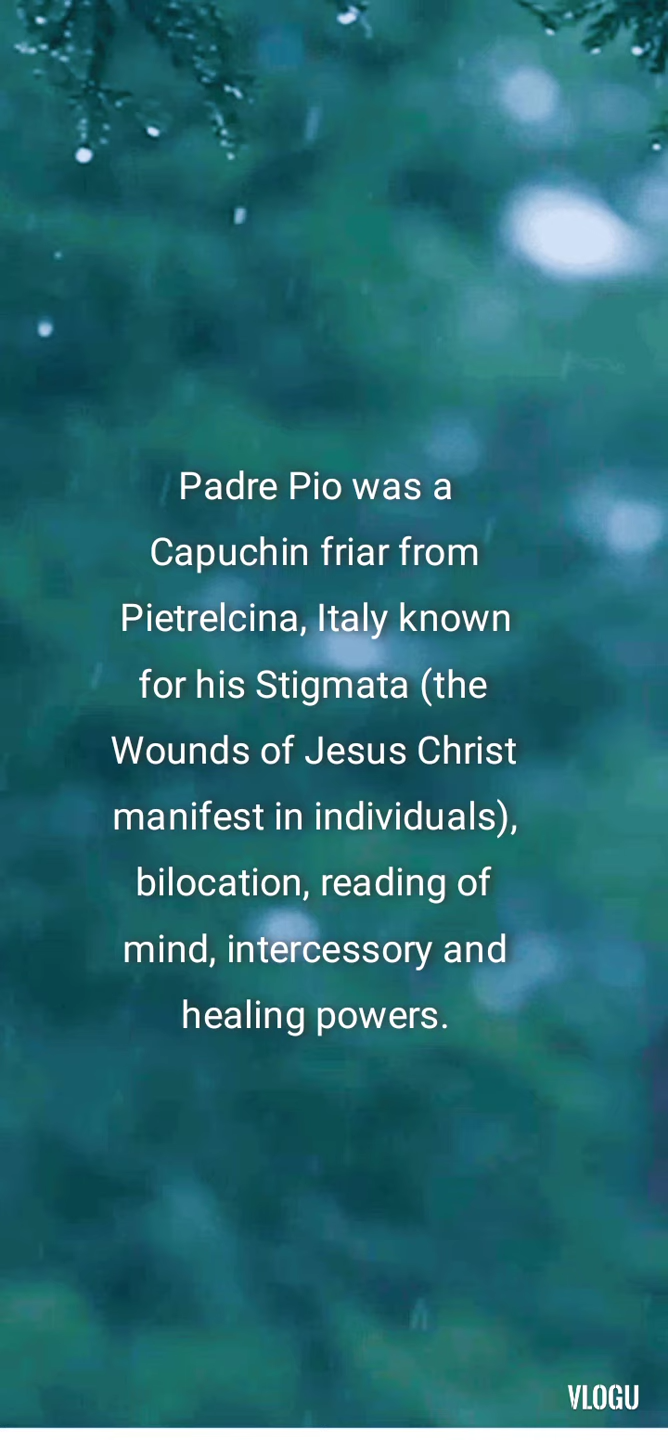 Padre Pio was a
Capuchin friar from
Pietrelcina, Italy known
for his Stigmata (the
Wounds of Jesus Christ
manifest in individuals),
bilocation, reading of
mind, intercessory and
healing powers.
VLOGU